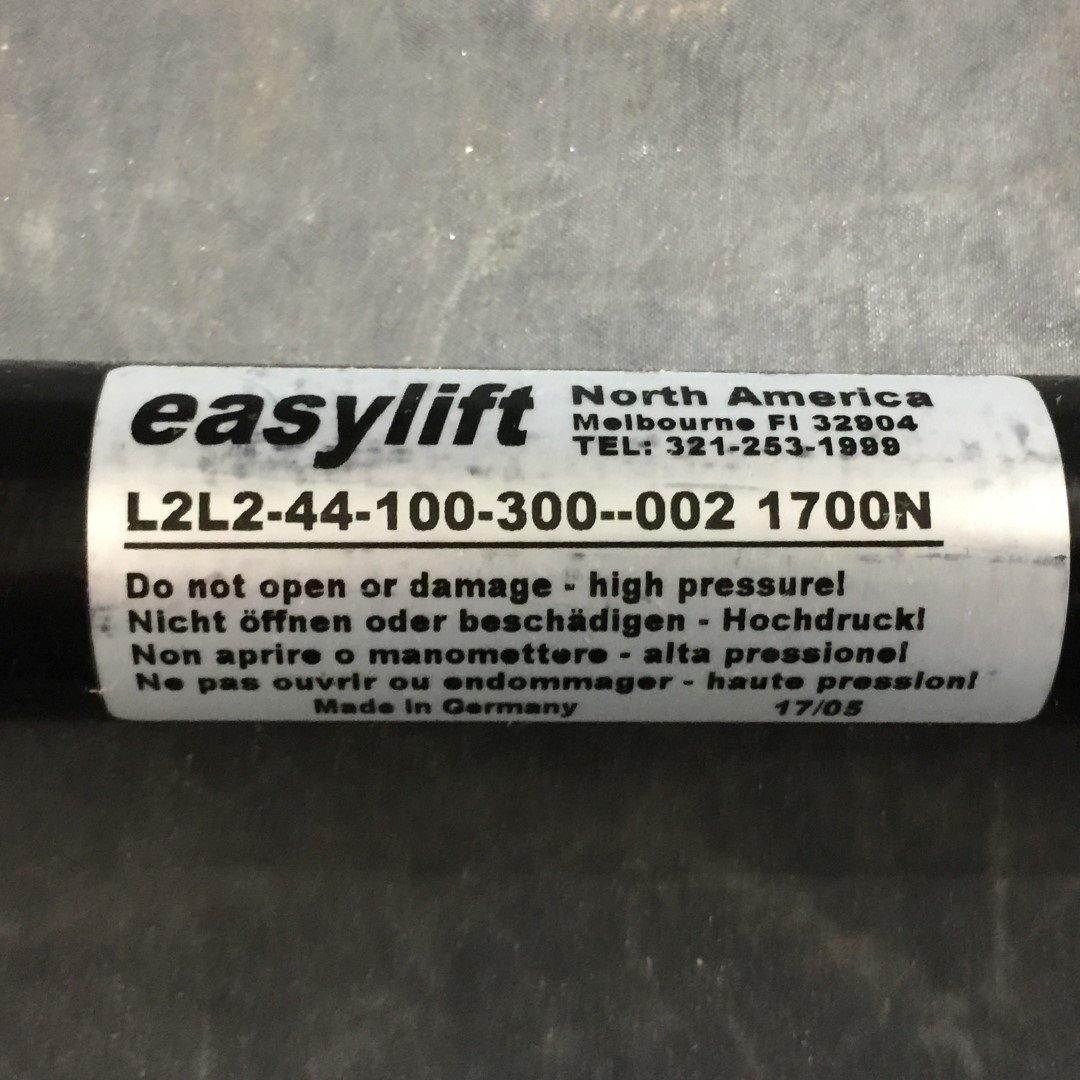 easylift North America
Melbourne Fl 32904
TEL: 321-253-1999
L2L2-44-100-300--002 1700N
Do not open or damage - high pressure!
Nicht öffnen oder beschädigen - Hochdruck!
Non aprire o manomettere - alta pressione!
Ne pas ouvrir ou endommager - haute pression!
Made in Germany 17/05